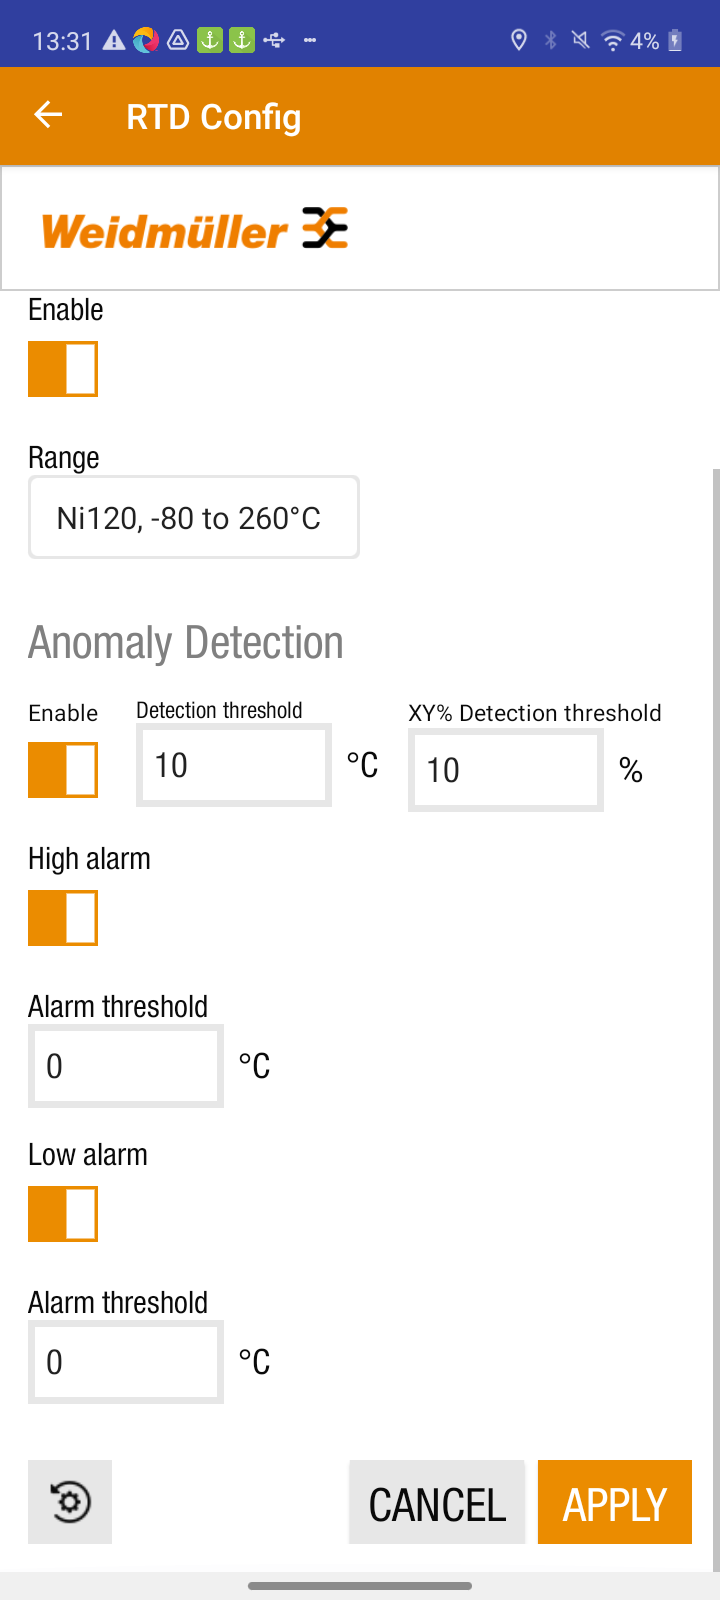 13:31
4%
RTD Config
Weidmüller
Enable
Range
Ni120, -80 to 260°C
Anomaly Detection
Enable Detection threshold XY% Detection threshold
10 °C 10 %
High alarm
Alarm threshold
0 °C
Low alarm
Alarm threshold
0 °C
CANCEL APPLY